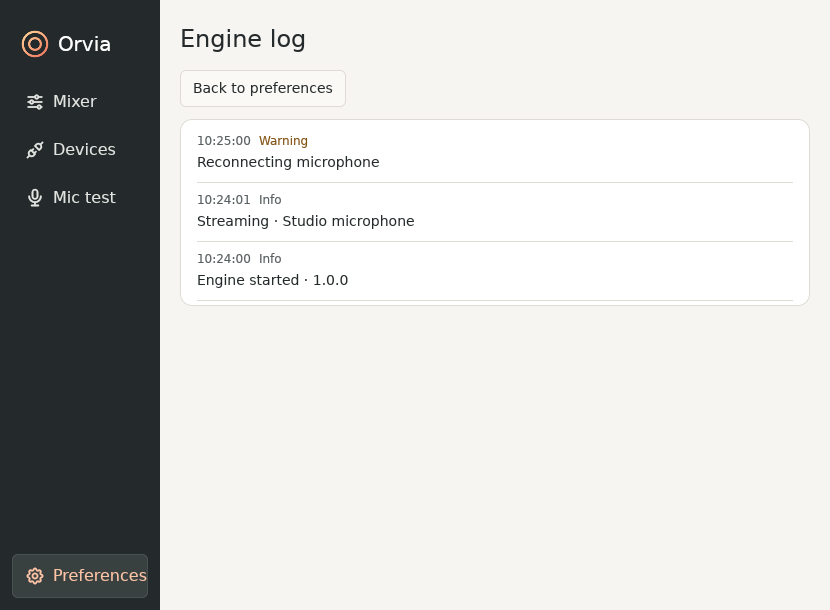 Orvia
Mixer
Devices
Mic test
Preferences
Engine log
Back to preferences
10:25:00 Warning
Reconnecting microphone
10:24:01 Info
Streaming · Studio microphone
10:24:00 Info
Engine started · 1.0.0